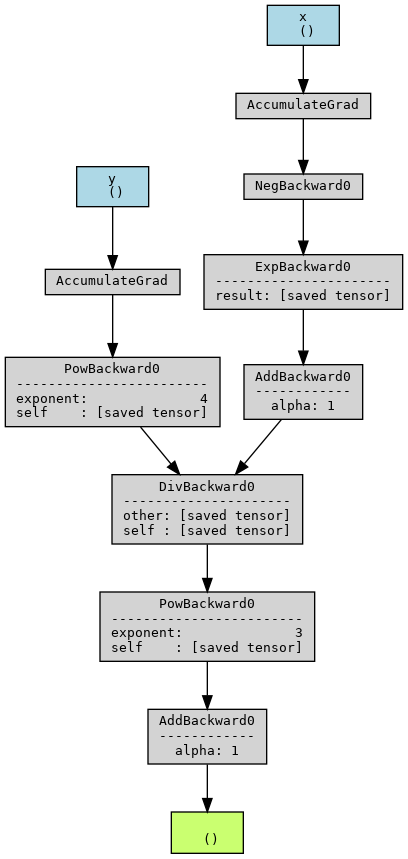 x
()
AccumulateGrad
NegBackward0
y
()
ExpBackward0
----------------------
result: [saved tensor]
AccumulateGrad
PowBackward0
------------------------
exponent:              4
self    : [saved tensor]
AddBackward0
------------
alpha: 1
DivBackward0
---------------------
other: [saved tensor]
self : [saved tensor]
PowBackward0
------------------------
exponent:              3
self    : [saved tensor]
AddBackward0
------------
alpha: 1
()